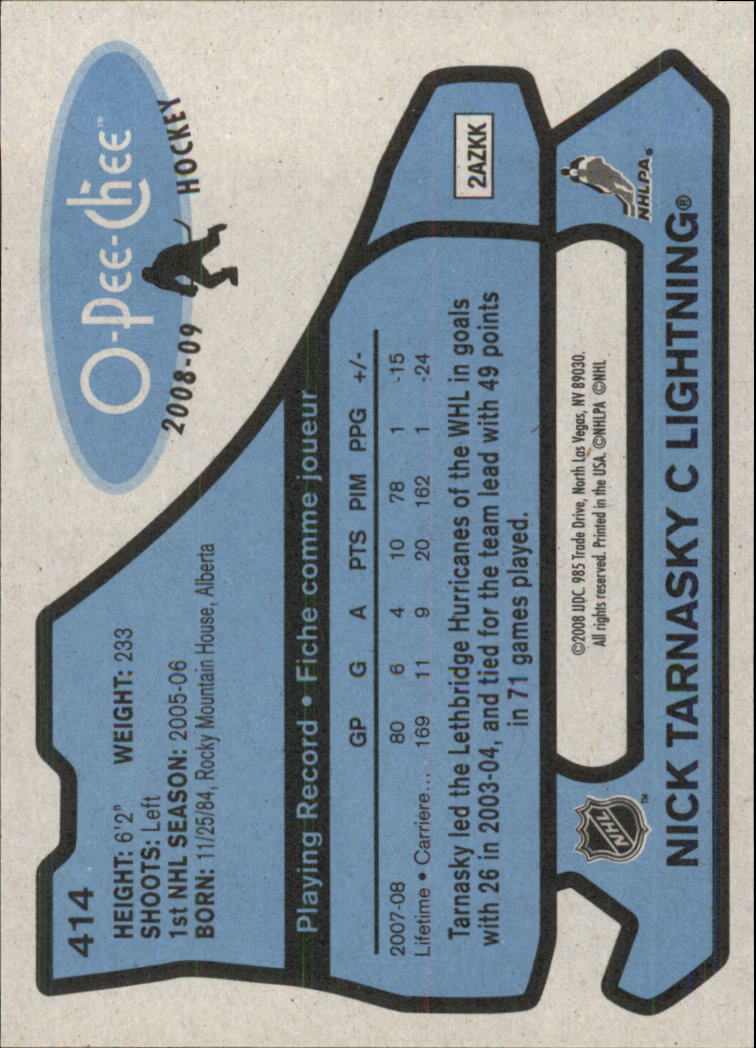 O-Pee-Chee™
2008-09 HOCKEY
414
HEIGHT: 6'2" WEIGHT: 233
SHOOTS: Left
1st NHL SEASON: 2005-06
BORN: 11/25/84, Rocky Mountain House, Alberta
Playing Record • Fiche comme joueur
GP G A PTS PIM PPG +/-
2007-08 80 6 4 10 78 1 -15
Lifetime • Carrière... 169 11 9 20 162 1 -24
Tarnasky led the Lethbridge Hurricanes of the WHL in goals
with 26 in 2003-04, and tied for the team lead with 49 points
in 71 games played.
2AZKK
©2008 UDC. 985 Trade Drive, North Las Vegas, NV 89030.
All rights reserved. Printed in the USA. ©NHLPA ©NHL
NHL™
NHLPA®
NICK TARNASKY C LIGHTNING®